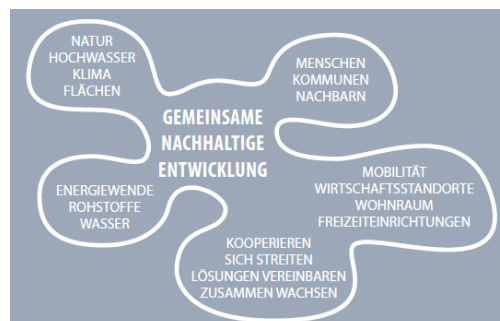 NATUR
HOCHWASSER
KLIMA
FLÄCHEN
MENSCHEN
KOMMUNEN
NACHBARN
GEMEINSAME
NACHHALTIGE
ENTWICKLUNG
ENERGIEWENDE
ROHSTOFFE
WASSER
MOBILITÄT
WIRTSCHAFTSSTANDORTE
WOHNRAUM
FREIZEITEINRICHTUNGEN
KOOPERIEREN
SICH STREITEN
LÖSUNGEN VEREINBAREN
ZUSAMMEN WACHSEN